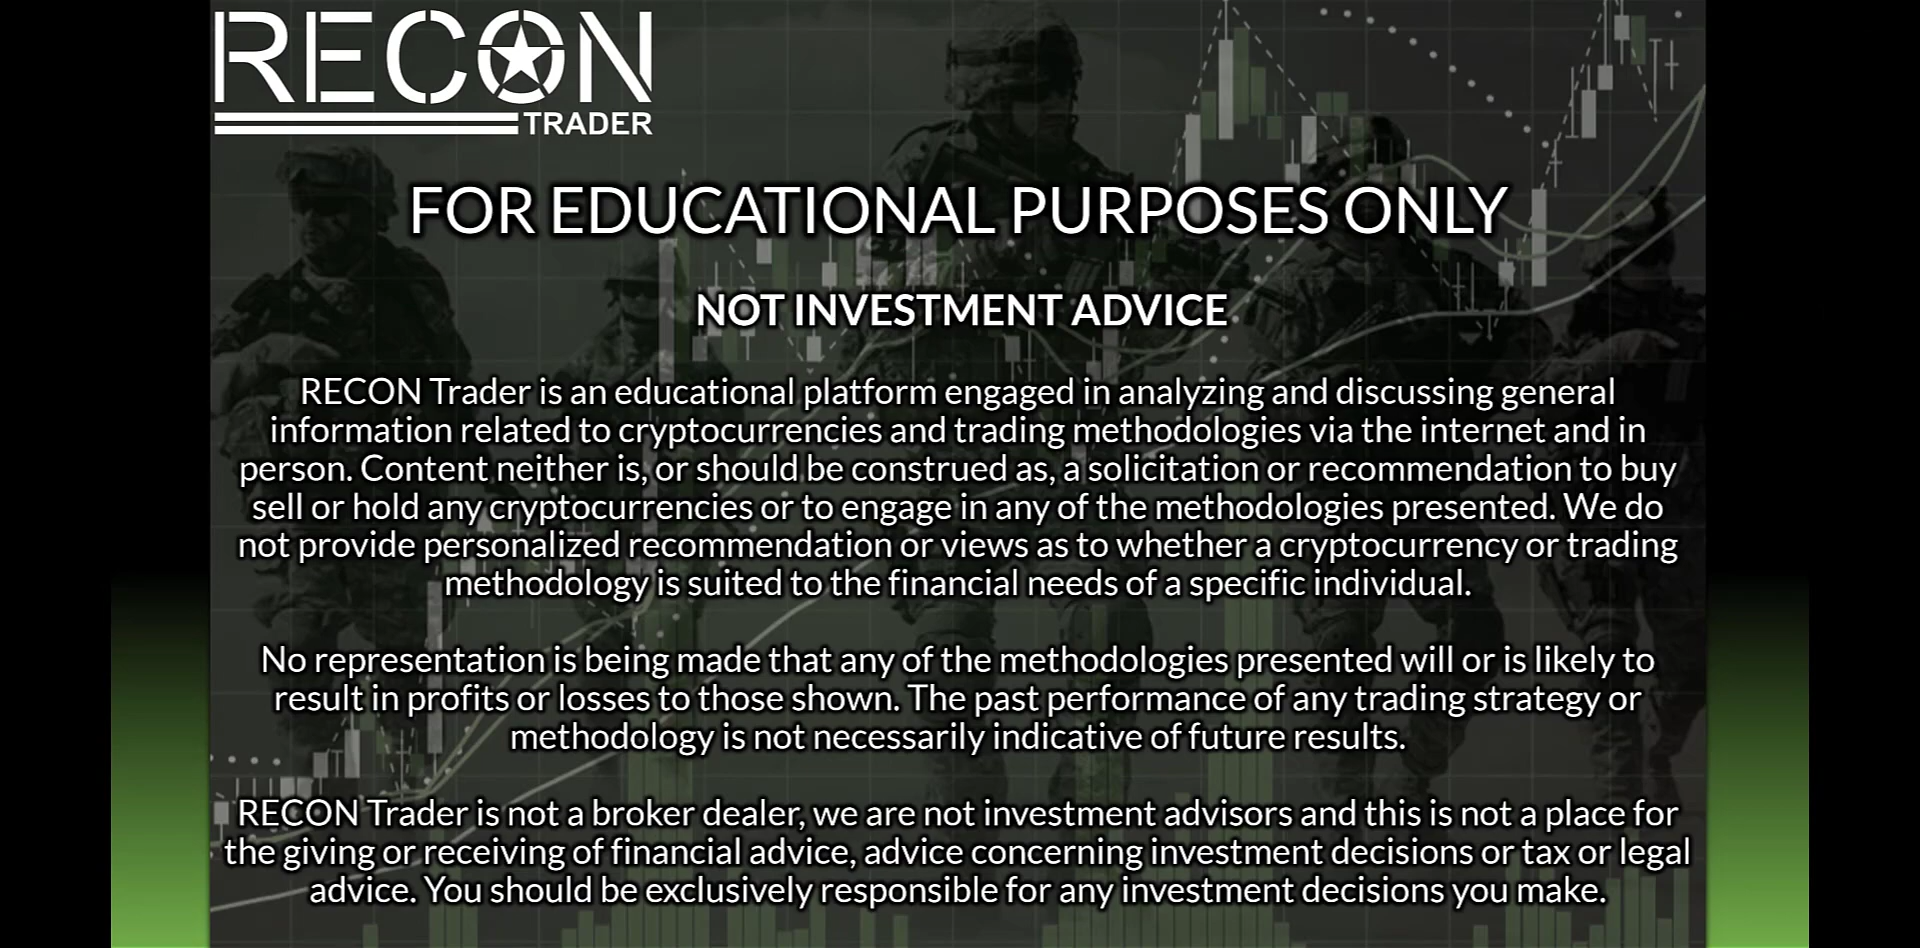 RECON
TRADER
FOR EDUCATIONAL PURPOSES ONLY
NOT INVESTMENT ADVICE
RECON Trader is an educational platform engaged in analyzing and discussing general
information related to cryptocurrencies and trading methodologies via the internet and in
person. Content neither is, or should be construed as, a solicitation or recommendation to buy
sell or hold any cryptocurrencies or to engage in any of the methodologies presented. We do
not provide personalized recommendation or views as to whether a cryptocurrency or trading
methodology is suited to the financial needs of a specific individual.
No representation is being made that any of the methodologies presented will or is likely to
result in profits or losses to those shown. The past performance of any trading strategy or
methodology is not necessarily indicative of future results.
RECON Trader is not a broker dealer, we are not investment advisors and this is not a place for
the giving or receiving of financial advice, advice concerning investment decisions or tax or legal
advice. You should be exclusively responsible for any investment decisions you make.